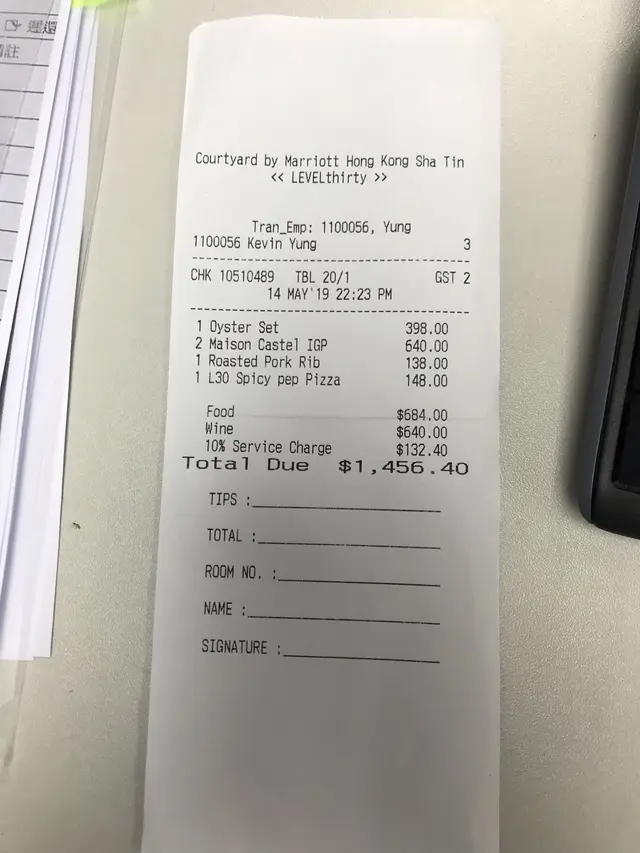 遲還
註
Courtyard by Marriott Hong Kong Sha Tin
<< LEVELthirty >>
Tran_Emp: 1100056, Yung
1100056 Kevin Yung 3
CHK 10510489 TBL 20/1 GST 2
14 MAY'19 22:23 PM
1 Oyster Set 398.00
2 Maison Castel IGP 640.00
1 Roasted Pork Rib 138.00
1 L30 Spicy pep Pizza 148.00
Food $684.00
Wine $640.00
10% Service Charge $132.40
Total Due $1,456.40
TIPS :
TOTAL :
ROOM NO. :
NAME :
SIGNATURE :